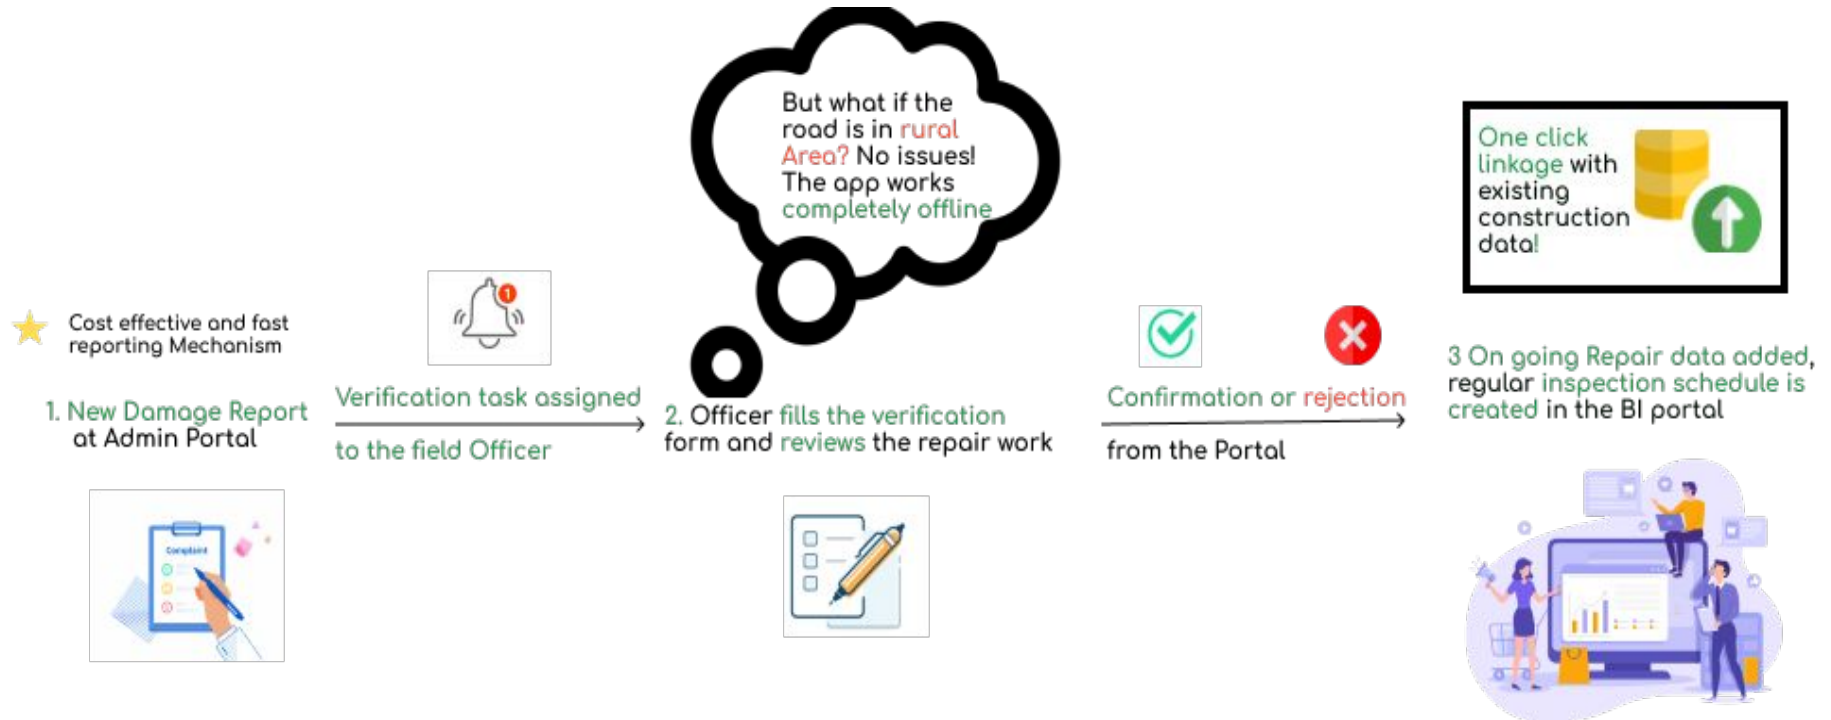 Cost effective and fast
reporting Mechanism
1. New Damage Report
at Admin Portal
Complaint
1
Verification task assigned
to the field Officer
But what if the
road is in rural
Area? No issues!
The app works
completely offline
2. Officer fills the verification
form and reviews the repair work
Confirmation or rejection
from the Portal
One click
linkage with
existing
construction
data!
3 On going Repair data added,
regular inspection schedule is
created in the BI portal